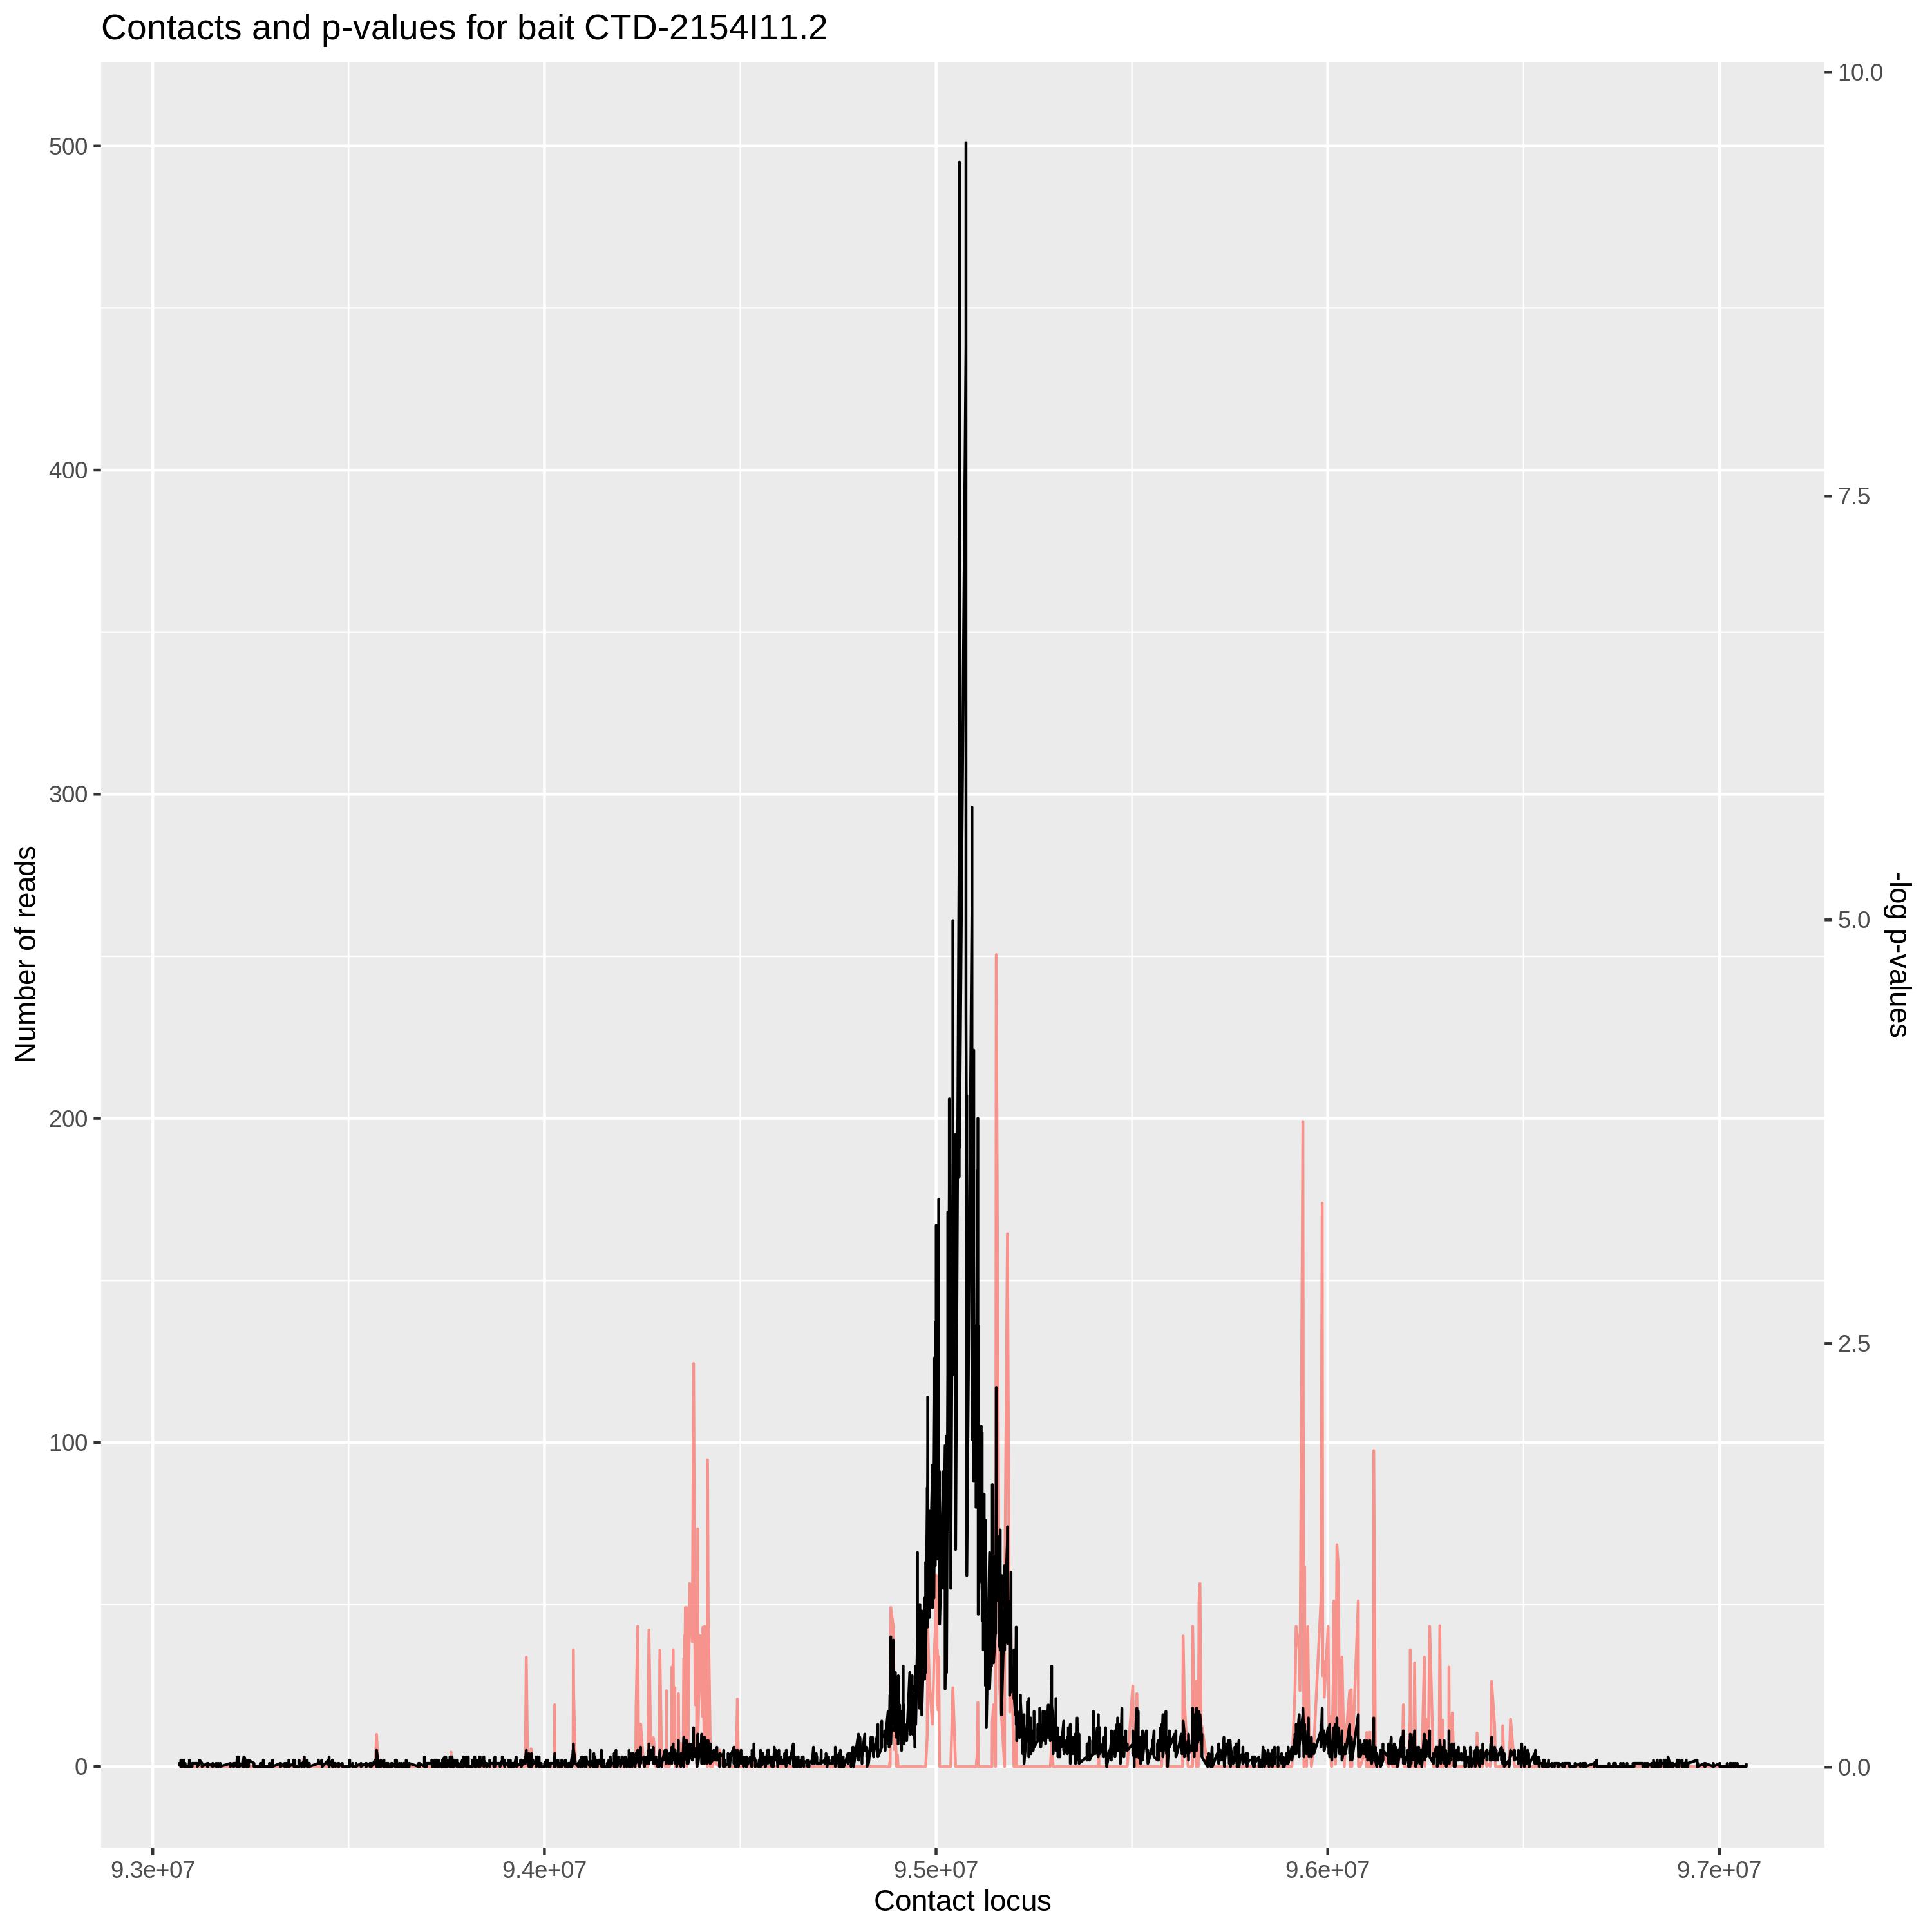 Contacts and p-values for bait CTD-2154I11.2
500
400
300
200
100
0
Number of reads
10.0
7.5
5.0
2.5
0.0
-log p-values
9.3e+07
9.4e+07
9.5e+07
9.6e+07
9.7e+07
Contact locus